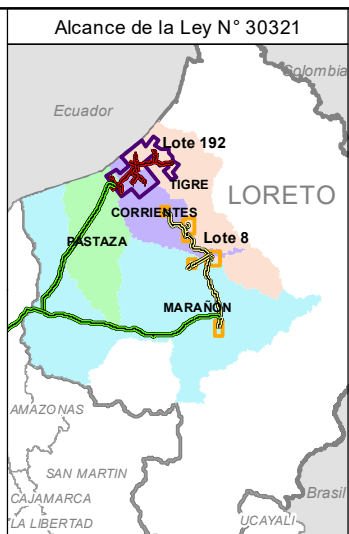 Alcance de la Ley N° 30321
Colombia
Ecuador
Lote 192
TIGRE
LORETO
CORRIENTES
PASTAZA
Lote 8
MARAÑON
AMAZONAS
SAN MARTIN
CAJAMARCA
Brasil
LA LIBERTAD
UCAYALI